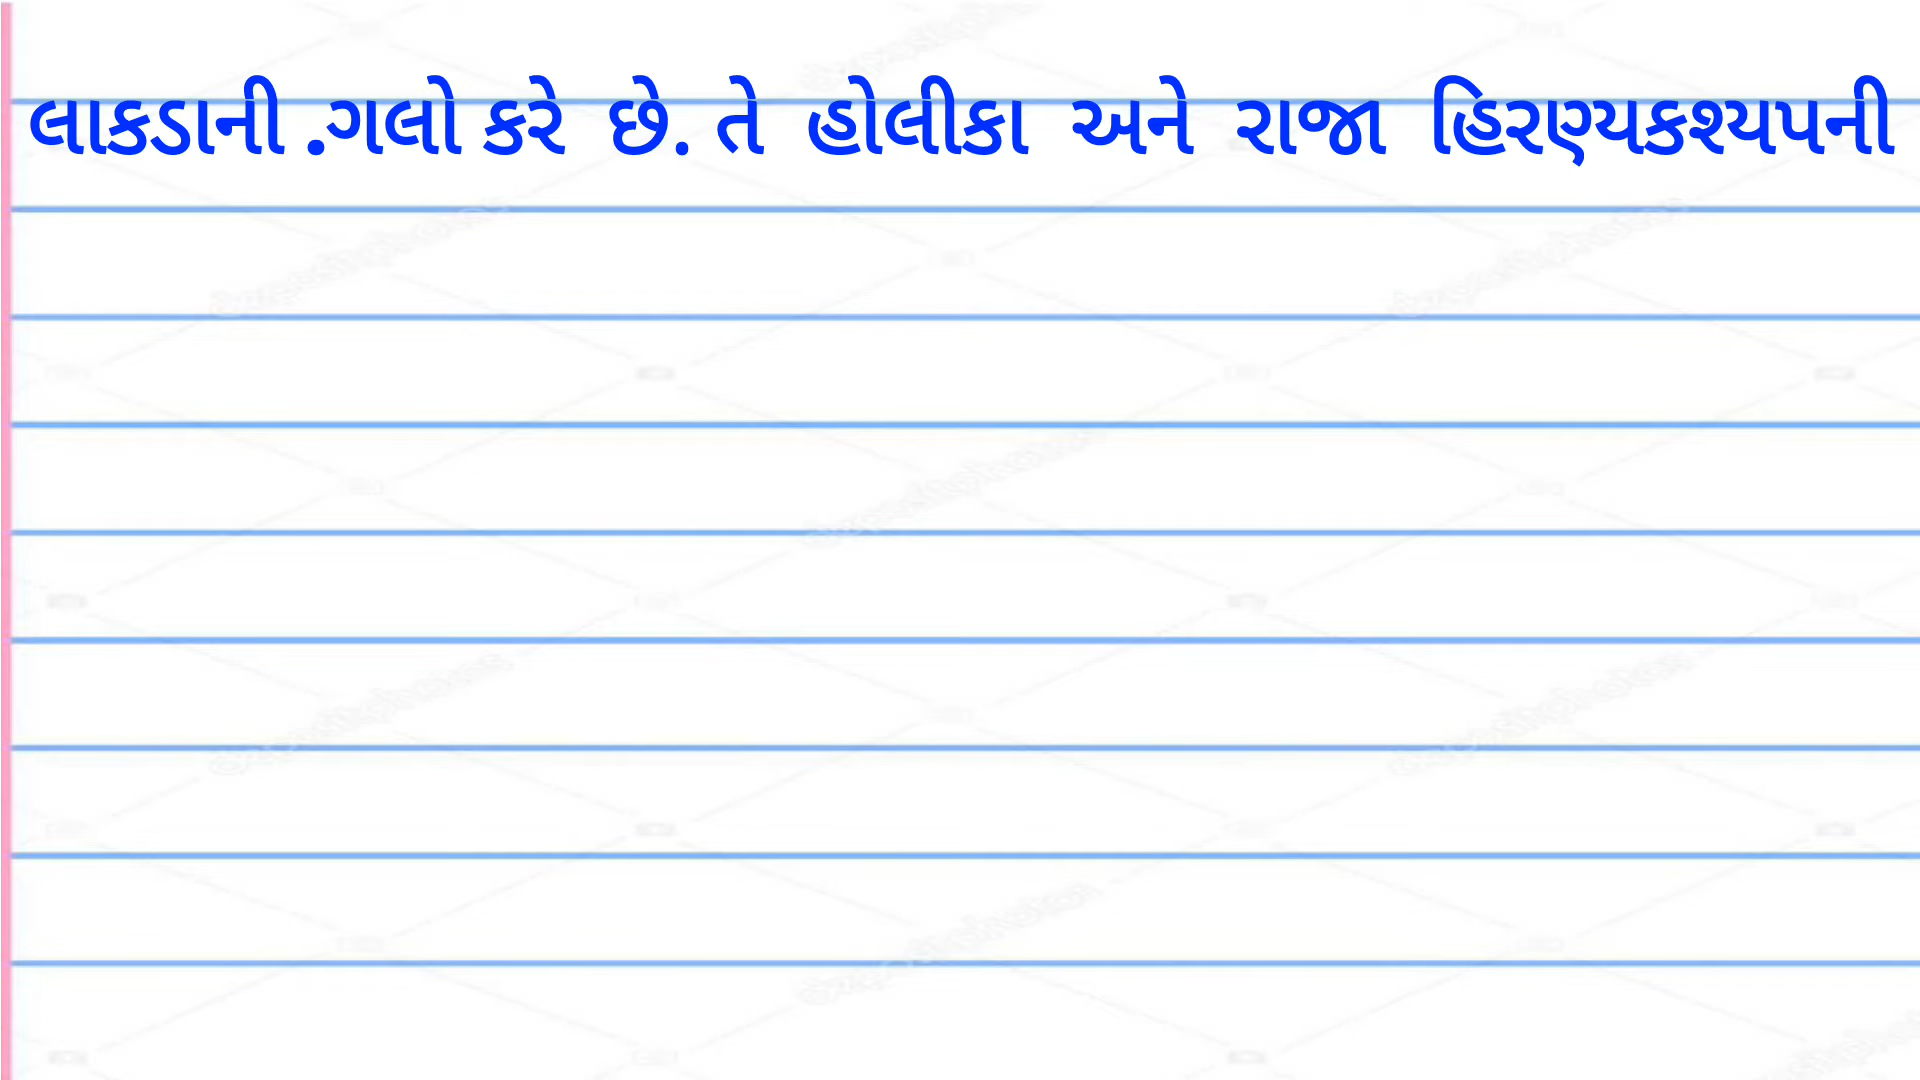 લાકડાની .ગલો કરે છે. તે હોલીકા અને રાજા હિરણ્યકશ્યપની